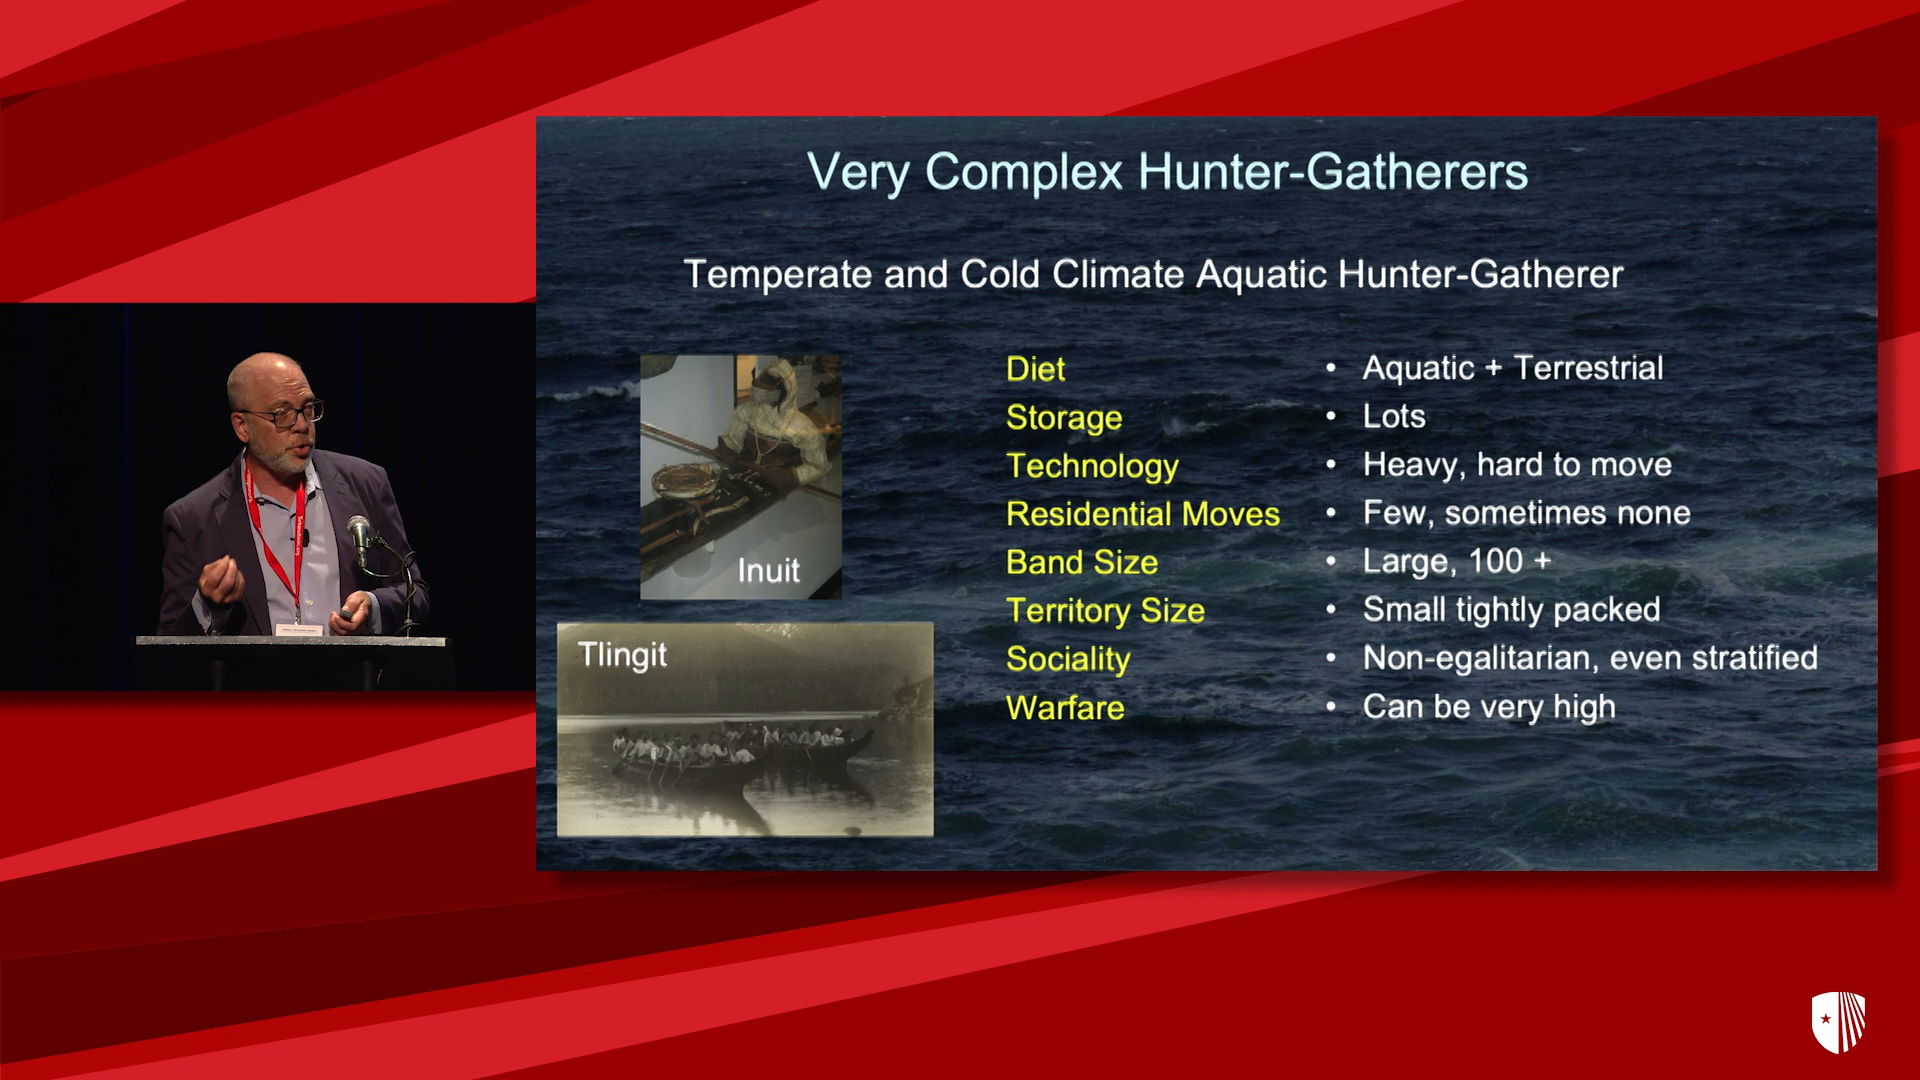 Very Complex Hunter-Gatherers
Temperate and Cold Climate Aquatic Hunter-Gatherer
Diet • Aquatic + Terrestrial
Storage • Lots
Technology • Heavy, hard to move
Residential Moves • Few, sometimes none
Band Size • Large, 100 +
Territory Size • Small tightly packed
Sociality • Non-egalitarian, even stratified
Warfare • Can be very high
Inuit
Tlingit